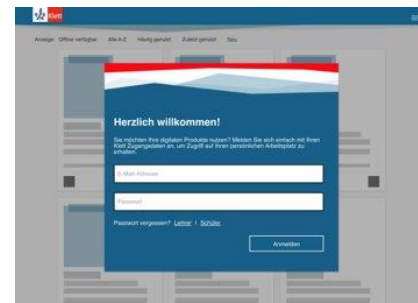 Klett
Anzeige: Offline verfügbar Alle A-Z Häufig genutzt Zuletzt genutzt Neu
Herzlich willkommen!
Sie möchten Ihre digitalen Produkte nutzen? Melden Sie sich einfach mit Ihren
Klett Zugangsdaten an, um Zugriff auf Ihren persönlichen Arbeitsplatz zu
erhalten.
E-Mail-Adresse
Passwort
Passwort vergessen? Lehrer | Schüler
Anmelden